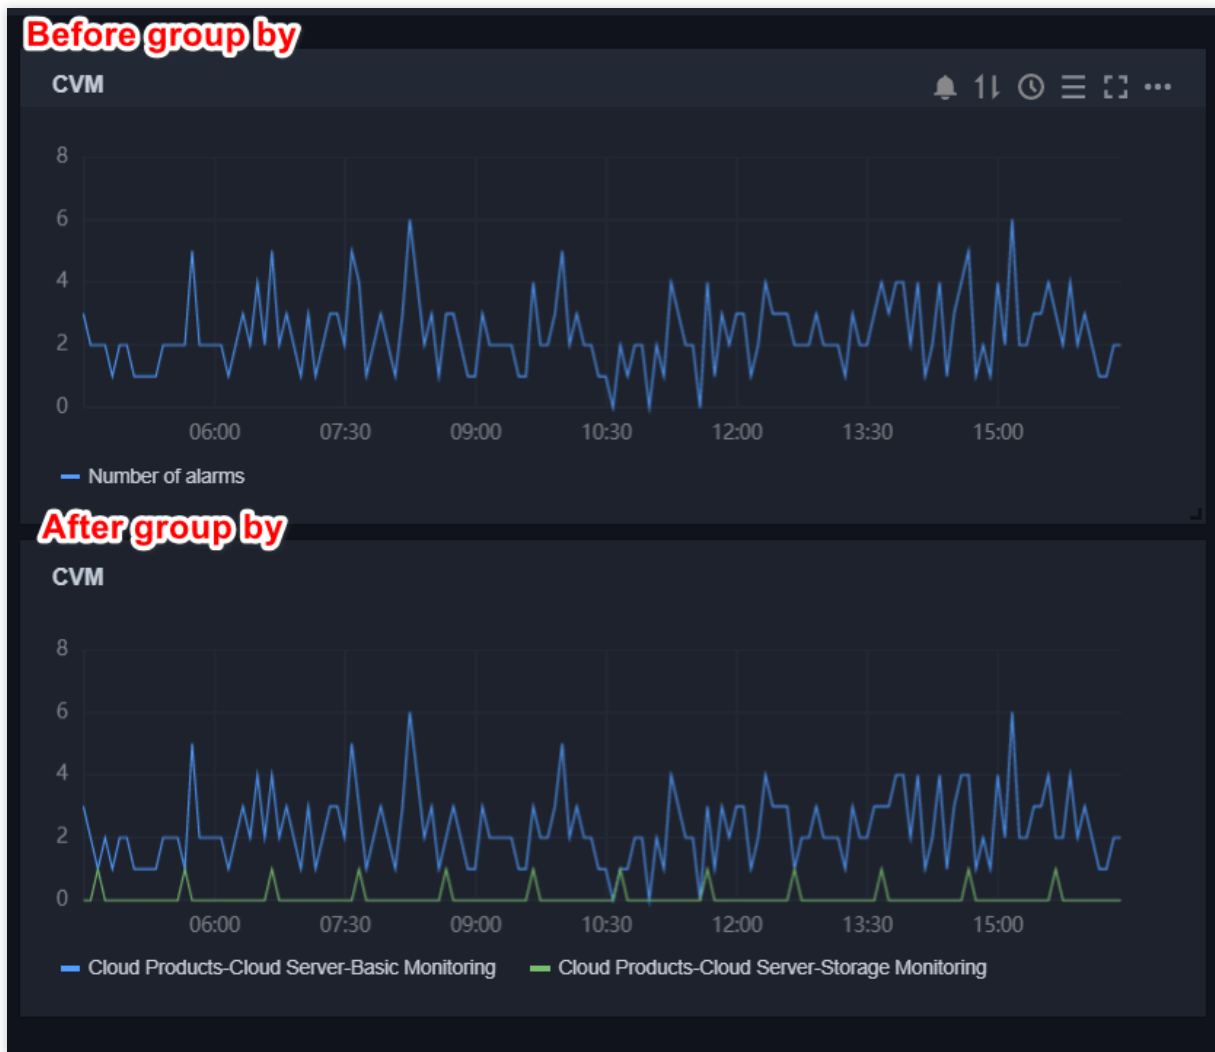 Before group by
CVM
8
6
4
2
0
06:00 07:30 09:00 10:30 12:00 13:30 15:00
Number of alarms
After group by
CVM
8
6
4
2
0
06:00 07:30 09:00 10:30 12:00 13:30 15:00
Cloud Products-Cloud Server-Basic Monitoring Cloud Products-Cloud Server-Storage Monitoring